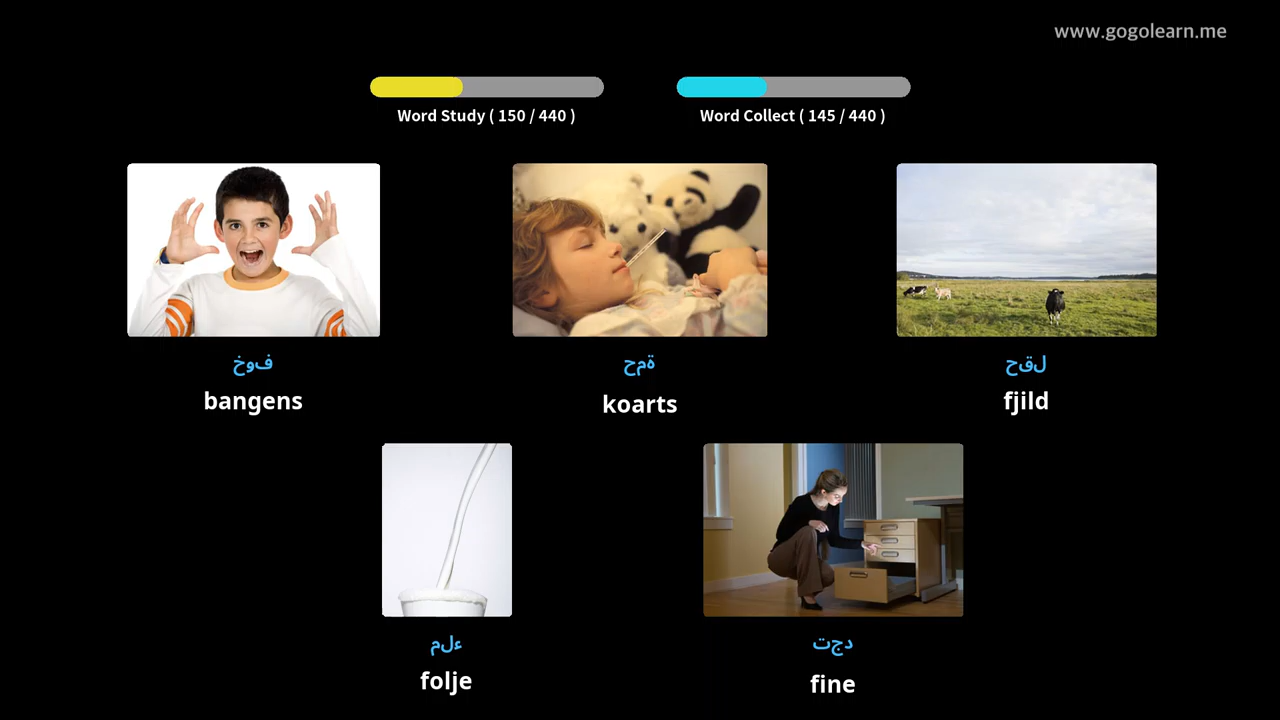 www.gogolearn.me
Word Study ( 150 / 440 )
Word Collect ( 145 / 440 )
فوخ
bangens
ةمح
koarts
لقح
fjild
ءلم
folje
دجت
fine